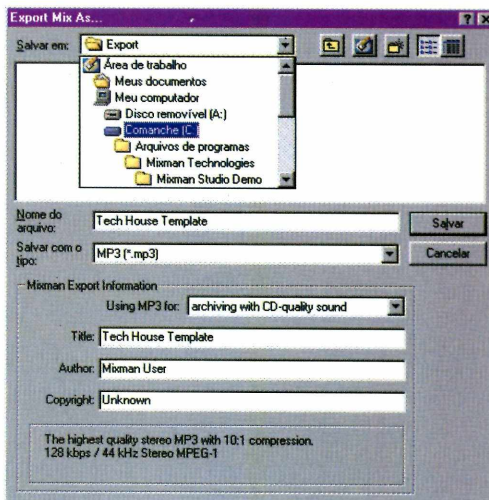 Export Mix As...
Salvar em:
Export
Área de trabalho
Meus documentos
Meu computador
Disco removível (A:)
Comanche (C:
Arquivos de programas
Mixman Technologies
Mixman Studio Demo
Nome do
arquivo:
Tech House Template
Salvar
Salvar com o
tipo:
MP3 (*.mp3)
Cancelar
Mixman Export Information
Using MP3 for:
archiving with CD-quality sound
Title:
Tech House Template
Author:
Mixman User
Copyright:
Unknown
The highest quality stereo MP3 with 10:1 compression.
128 kbps / 44 kHz Stereo MPEG-1